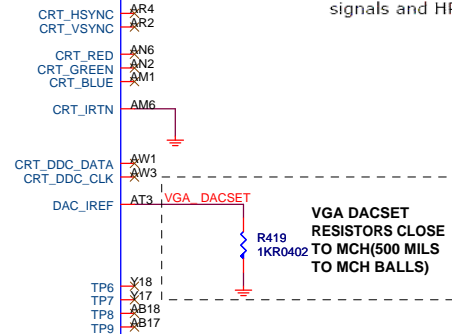 signals and HP
CRT_HSYNC AR4
CRT_VSYNC AR2
CRT_RED AN6
CRT_GREEN AN2
CRT_BLUE AM1
CRT_IRTN AM6
CRT_DDC_DATA AW1
CRT_DDC_CLK AW3
DAC_IREF AT3 VGA_DACSET
R419
1KR0402
VGA DACSET
RESISTORS CLOSE
TO MCH(500 MILS
TO MCH BALLS)
TP6 Y18
TP7 Y17
TP8 AB18
TP9 AB17